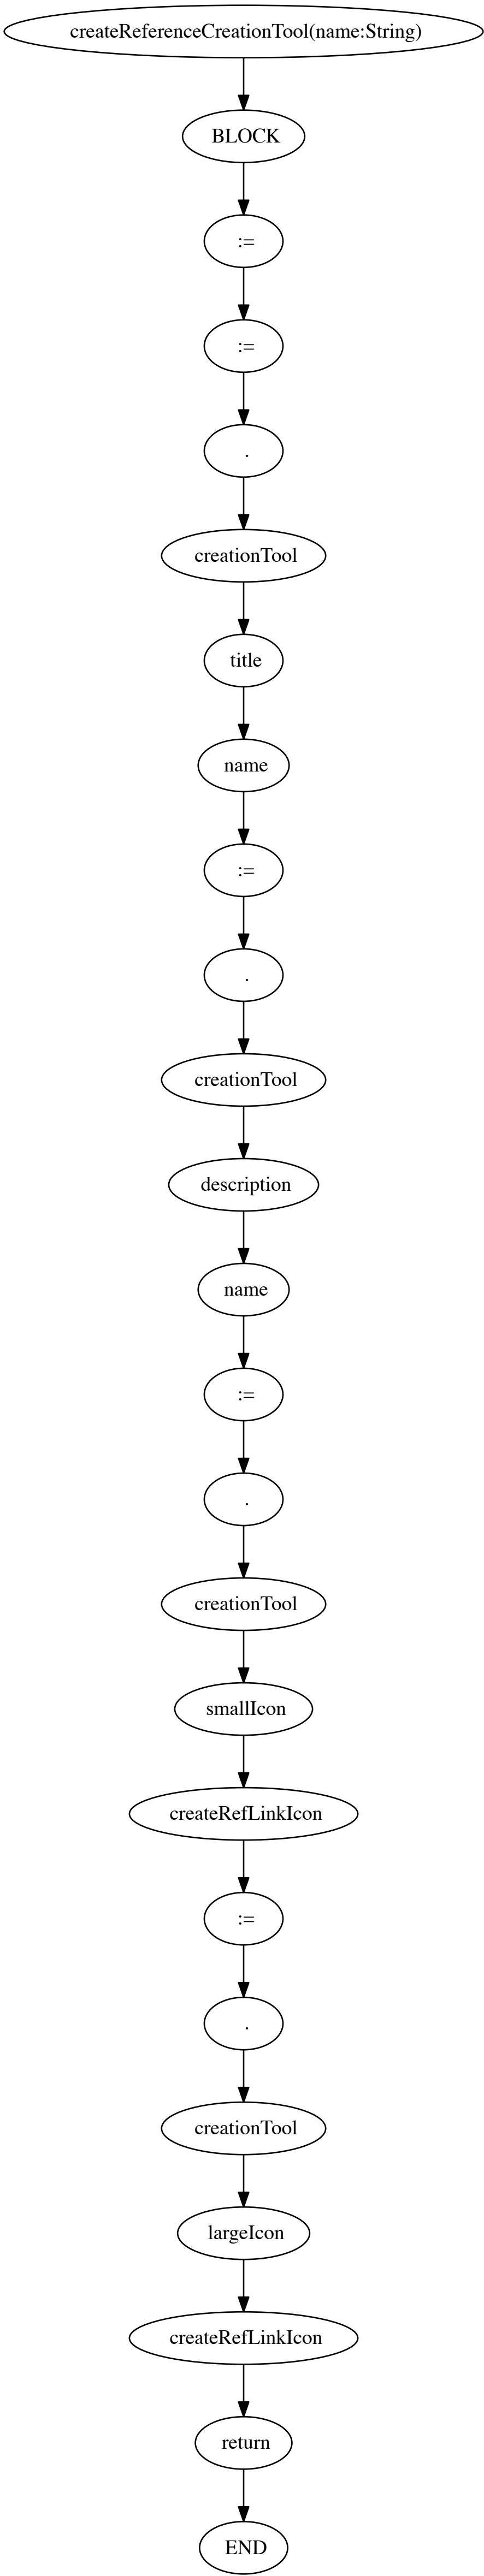 createReferenceCreationTool(name:String)
BLOCK
:=
:=
.
creationTool
title
name
:=
.
creationTool
description
name
:=
.
creationTool
smallIcon
createRefLinkIcon
:=
.
creationTool
largeIcon
createRefLinkIcon
return
END